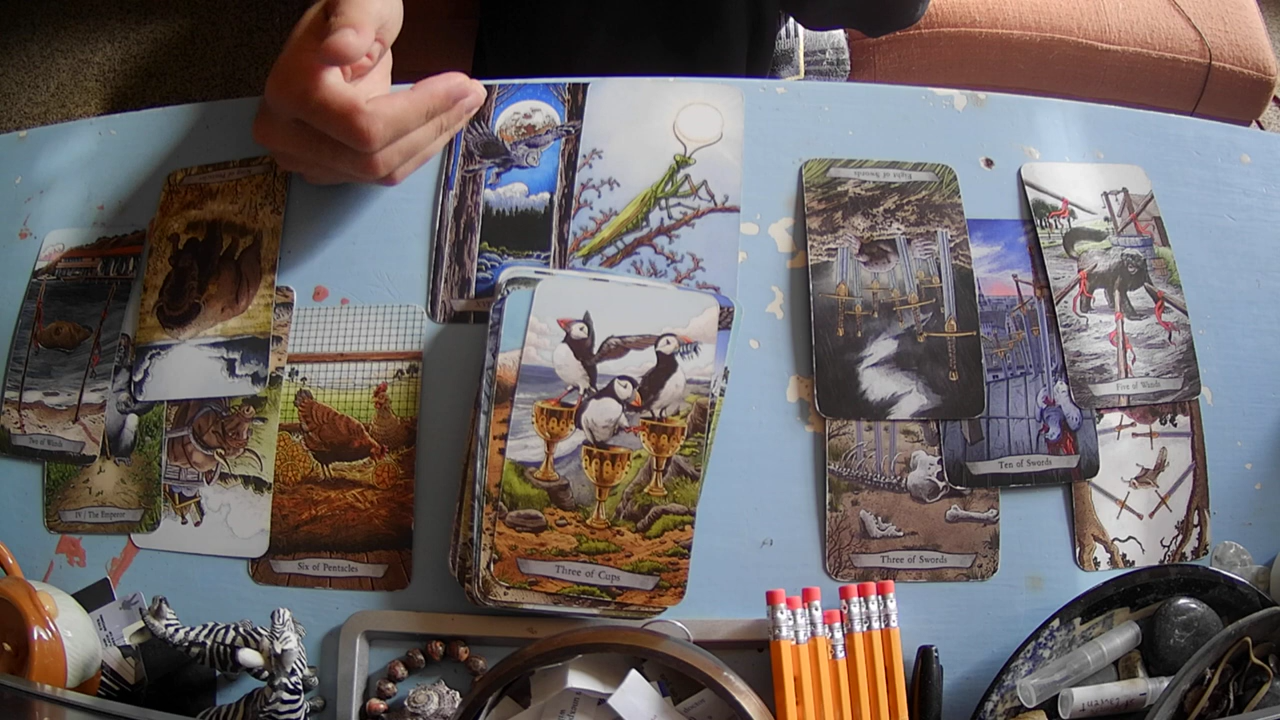 Eight of Swords
Five of Wands
Two of Wands
Ten of Swords
IV | The Emperor
Six of Pentacles
Three of Cups
Three of Swords